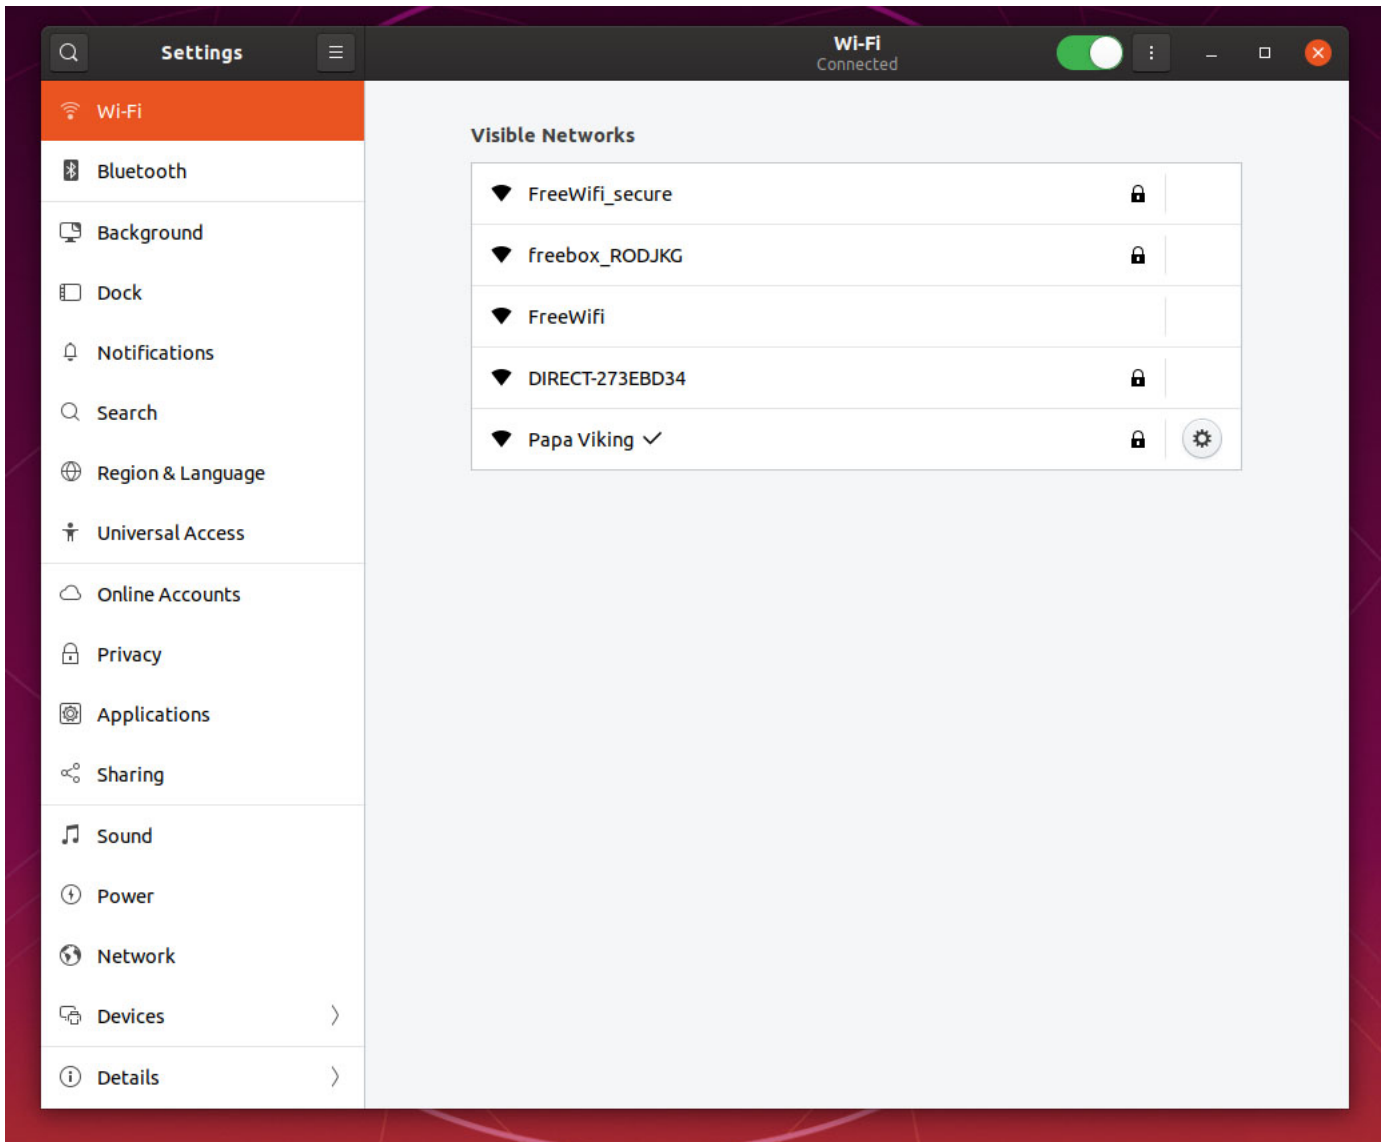 Settings
Wi-Fi
Connected
Wi-Fi
Bluetooth
Background
Dock
Notifications
Search
Region & Language
Universal Access
Online Accounts
Privacy
Applications
Sharing
Sound
Power
Network
Devices
Details
Visible Networks
FreeWifi_secure
freebox_RODJKG
FreeWifi
DIRECT-273EBD34
Papa Viking